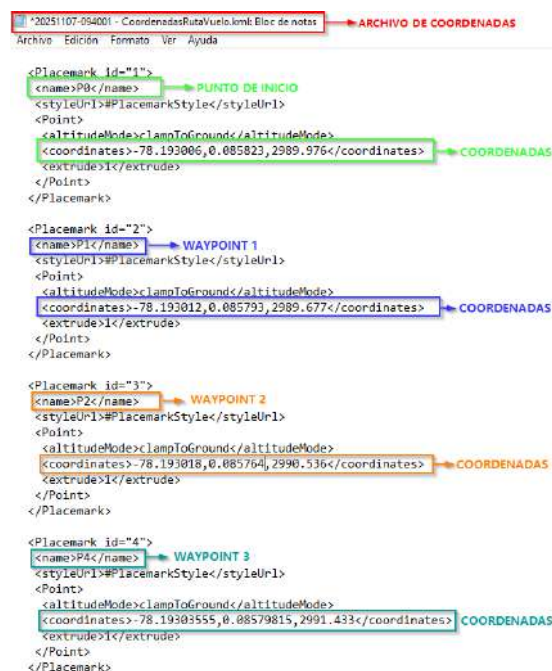 *20251107-094001 - CoordenadasRutaVuelo.kml: Bloc de notas ARCHIVO DE COORDENADAS
Archivo Edición Formato Ver Ayuda
<Placemark id="1">
<name>P0</name> PUNTO DE INICIO
<styleUrl>#PlacemarkStyle</styleUrl>
<Point>
<altitudeMode>clampToGround</altitudeMode>
<coordinates>-78.193006,0.085823,2989.976</coordinates> COORDENADAS
<extrude>1</extrude>
</Point>
</Placemark>
<Placemark id="2">
<name>P1</name> WAYPOINT 1
<styleUrl>#PlacemarkStyle</styleUrl>
<Point>
<altitudeMode>clampToGround</altitudeMode>
<coordinates>-78.193012,0.085793,2989.677</coordinates> COORDENADAS
<extrude>1</extrude>
</Point>
</Placemark>
<Placemark id="3">
<name>P2</name> WAYPOINT 2
<styleUrl>#PlacemarkStyle</styleUrl>
<Point>
<altitudeMode>clampToGround</altitudeMode>
<coordinates>-78.193018,0.085764,2990.536</coordinates> COORDENADAS
<extrude>1</extrude>
</Point>
</Placemark>
<Placemark id="4">
<name>P4</name> WAYPOINT 3
<styleUrl>#PlacemarkStyle</styleUrl>
<Point>
<altitudeMode>clampToGround</altitudeMode>
<coordinates>-78.19303555,0.08579815,2991.433</coordinates> COORDENADAS
<extrude>1</extrude>
</Point>
</Placemark>